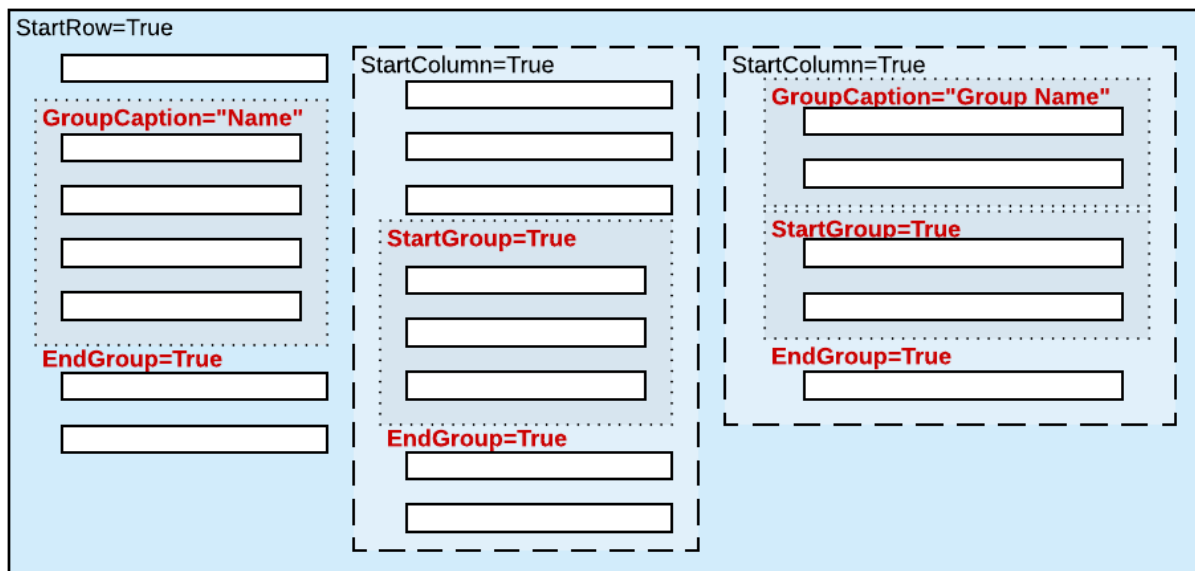 StartRow=True
GroupCaption="Name"
EndGroup=True
StartColumn=True
StartGroup=True
EndGroup=True
StartColumn=True
GroupCaption="Group Name"
StartGroup=True
EndGroup=True